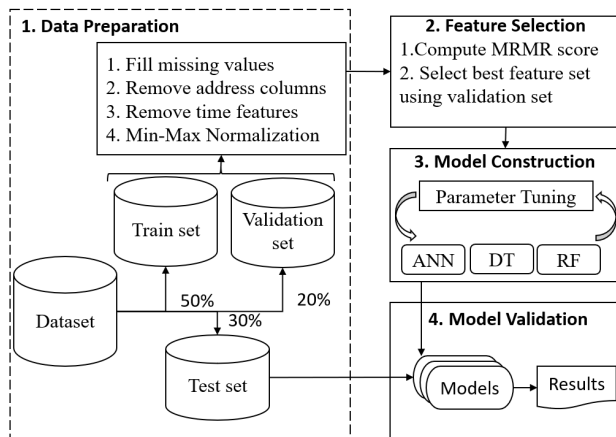 1. Data Preparation
1. Fill missing values
2. Remove address columns
3. Remove time features
4. Min-Max Normalization
Train set
Validation
set
Dataset
50%
20%
30%
Test set
2. Feature Selection
1.Compute MRMR score
2. Select best feature set
using validation set
3. Model Construction
Parameter Tuning
ANN
DT
RF
4. Model Validation
Models
Results